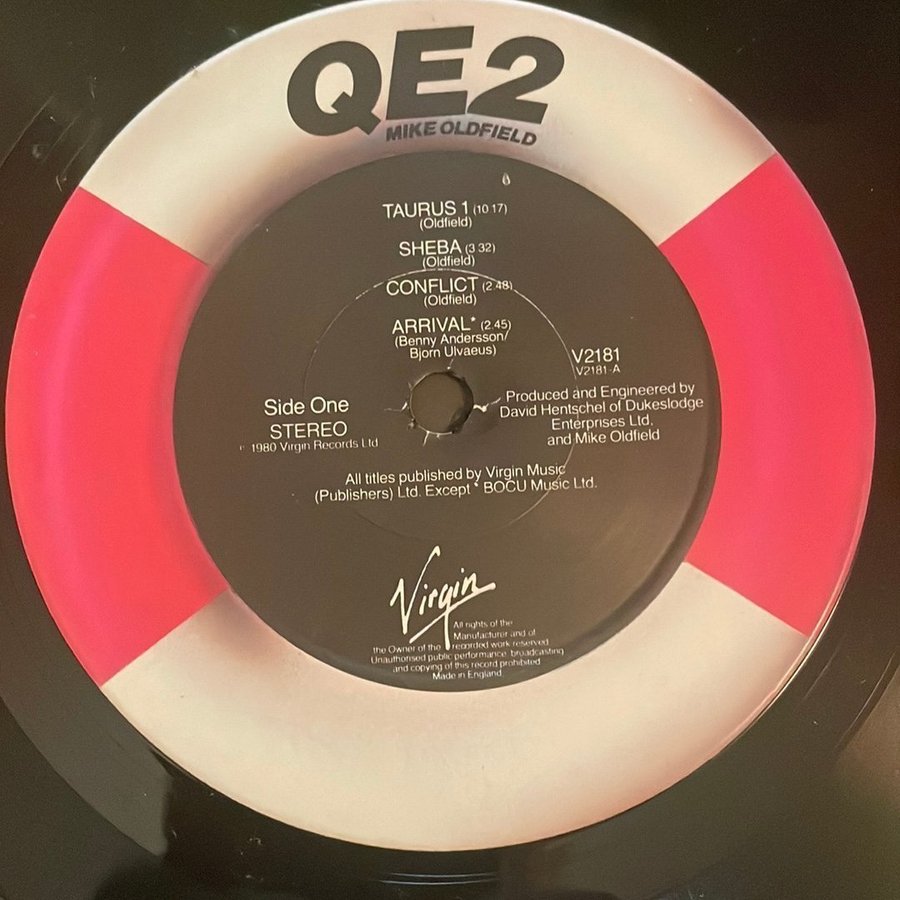 QE2
MIKE OLDFIELD
TAURUS 1 (10.17)
(Oldfield)
SHEBA (3.32)
(Oldfield)
CONFLICT (2.48)
(Oldfield)
ARRIVAL* (2.45)
(Benny Andersson/
Bjorn Ulvaeus)
V2181
V2181-A
Side One
STEREO
℗ 1980 Virgin Records Ltd
Produced and Engineered by
David Hentschel of Dukeslodge
Enterprises Ltd.
and Mike Oldfield
All titles published by Virgin Music
(Publishers) Ltd. Except * BOCU Music Ltd.
Virgin
All rights of the
Manufacturer and of
the Owner of the recorded work reserved
Unauthorised public performance broadcasting
and copying of this record prohibited
Made in England